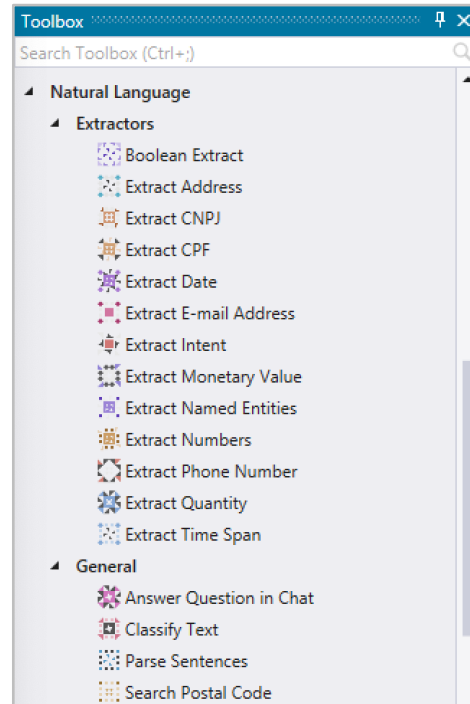 Toolbox
Search Toolbox (Ctrl+;)
Natural Language
Extractors
Boolean Extract
Extract Address
Extract CNPJ
Extract CPF
Extract Date
Extract E-mail Address
Extract Intent
Extract Monetary Value
Extract Named Entities
Extract Numbers
Extract Phone Number
Extract Quantity
Extract Time Span
General
Answer Question in Chat
Classify Text
Parse Sentences
Search Postal Code